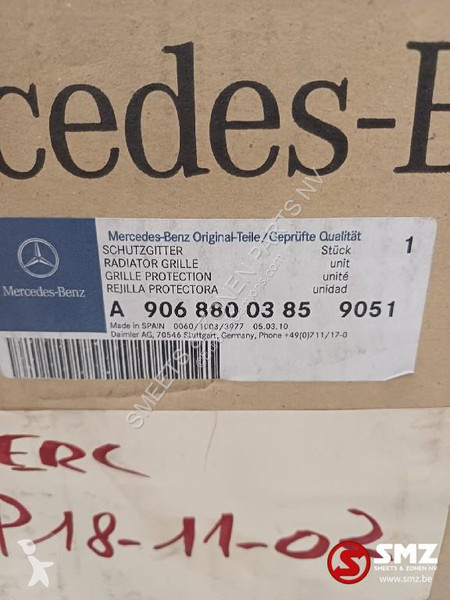 cedes-B
Mercedes-Benz Original-Teile/Geprüfte Qualität
1
SCHUTZGITTER Stück
RADIATOR GRILLE unit
GRILLE PROTECTION unité
REJILLA PROTECTORA unidad
Mercedes-Benz
A 906 880 03 85 9051
Made in SPAIN 0060/1003/3977 05.03.10
Daimler AG, 70546 Stuttgart, Germany, Phone +49(0)711/17-0
SMEETS & ZONEN PARTS NV
ERC
P18-11-02
SMZ
SMEETS & ZONEN NV
www.smz.be